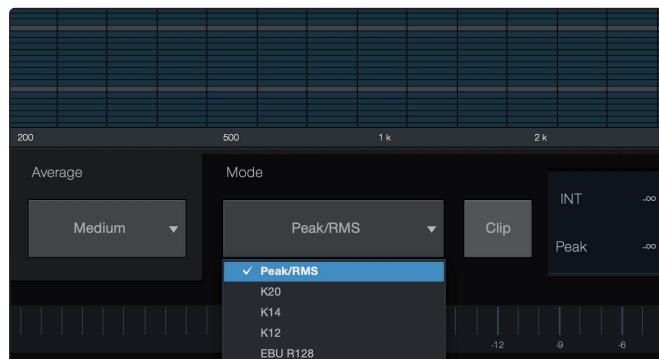 200 500 1 k 2 k
Average Mode
INT -∞
Medium Peak/RMS Clip
Peak -∞
✓ Peak/RMS
K20
K14
K12
-12 -9 -6
EBU R128